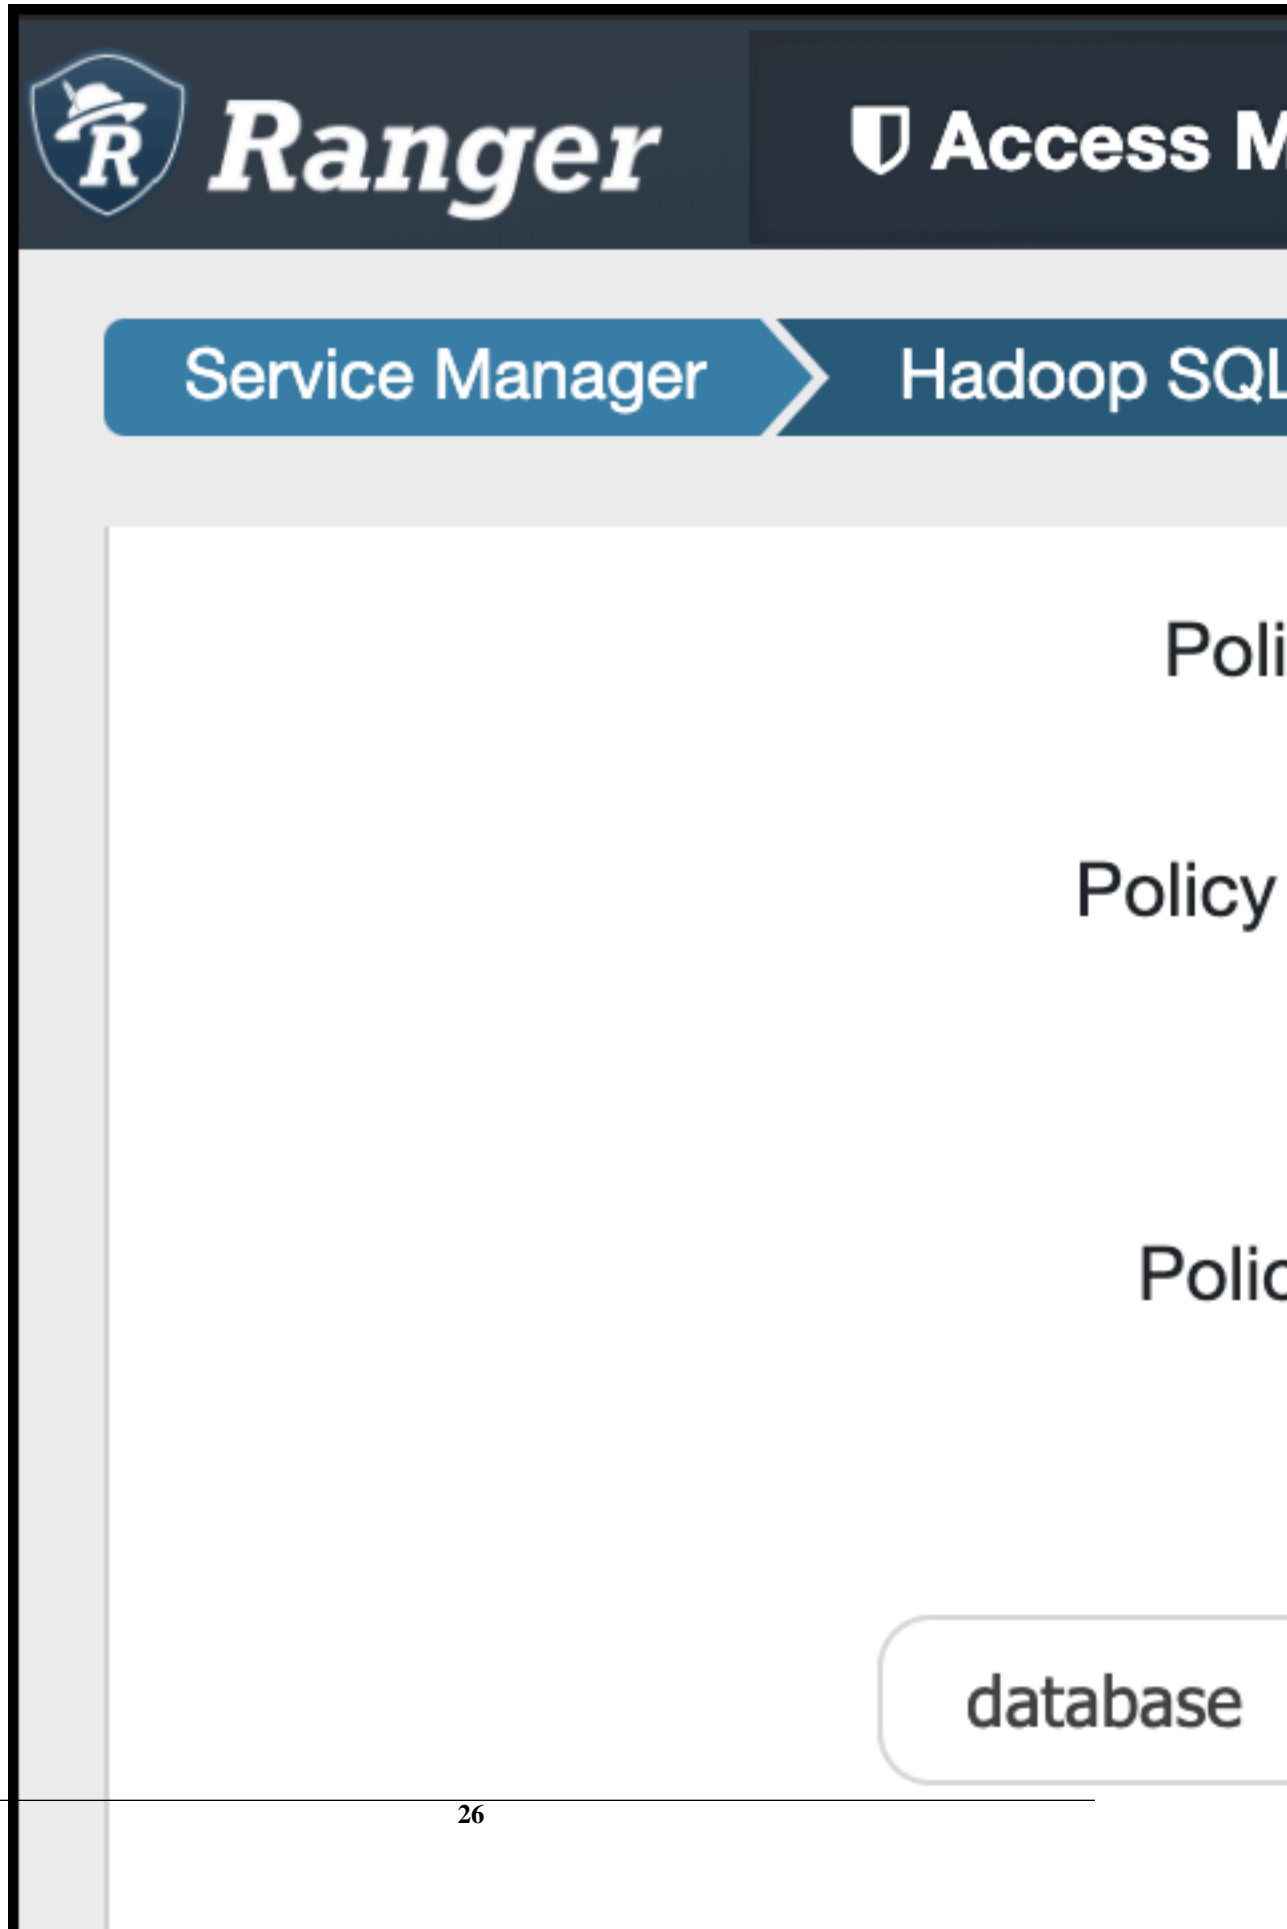 R Ranger Access M
Service Manager Hadoop SQL
Poli
Policy
Polic
database
26